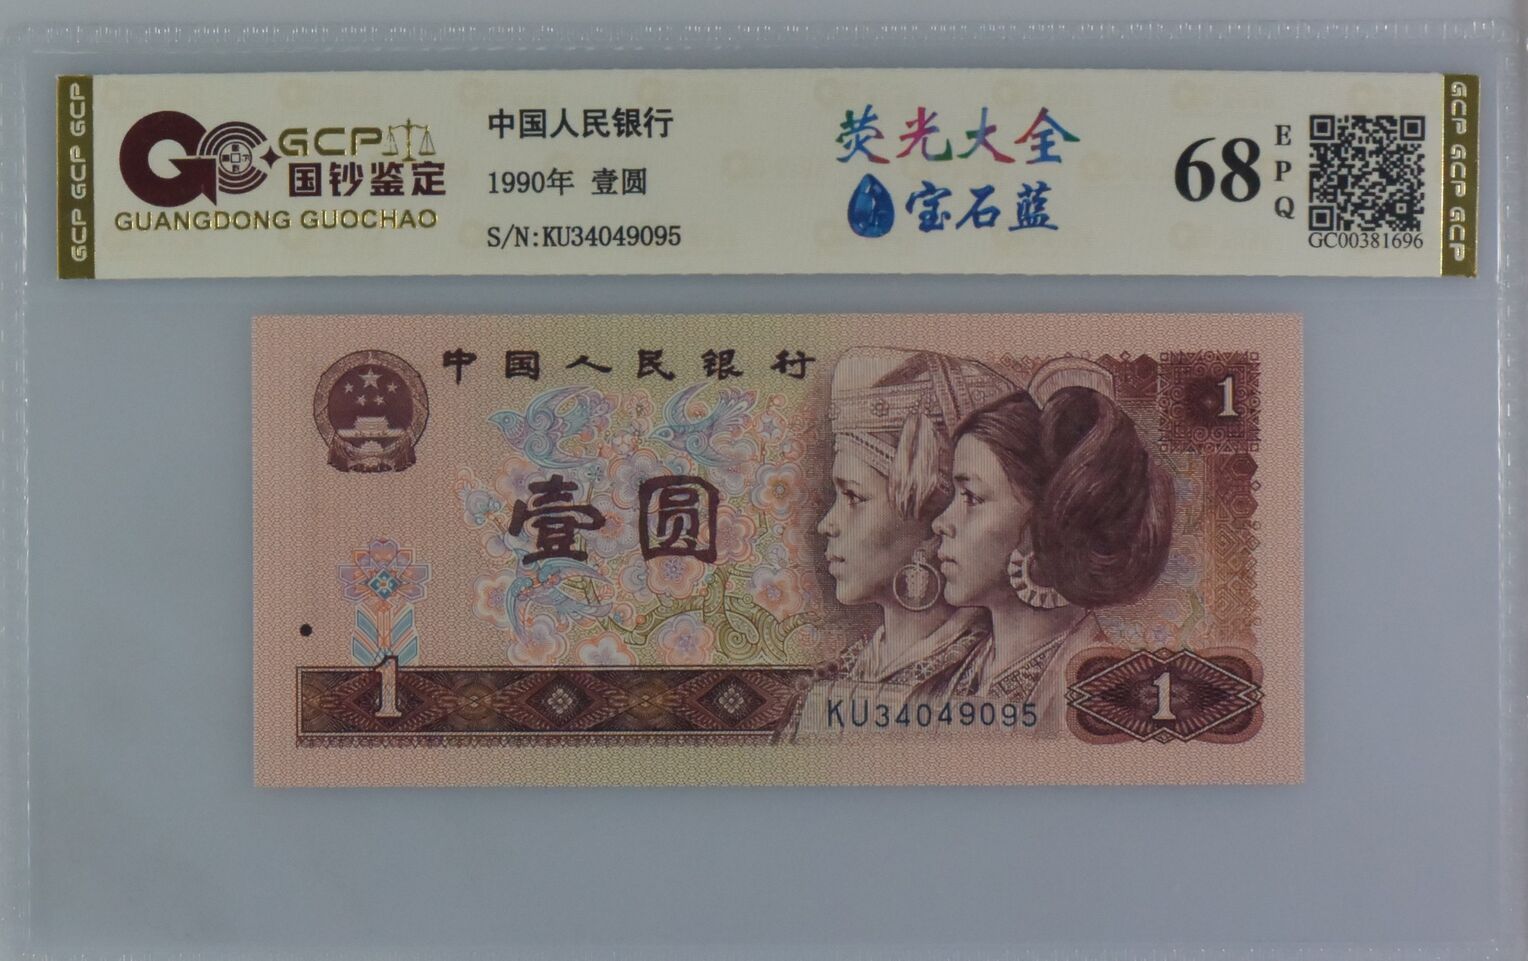 GCP GCP GCP
GCP
国钞鉴定
GUANGDONG GUOCHAO
中国人民银行
1990年 壹圆
S/N:KU34049095
荧光大全
宝石蓝
68
EPQ
GC00381696
GCP GCP GCP
中国人民银行
1
壹圆
1
KU34049095
1